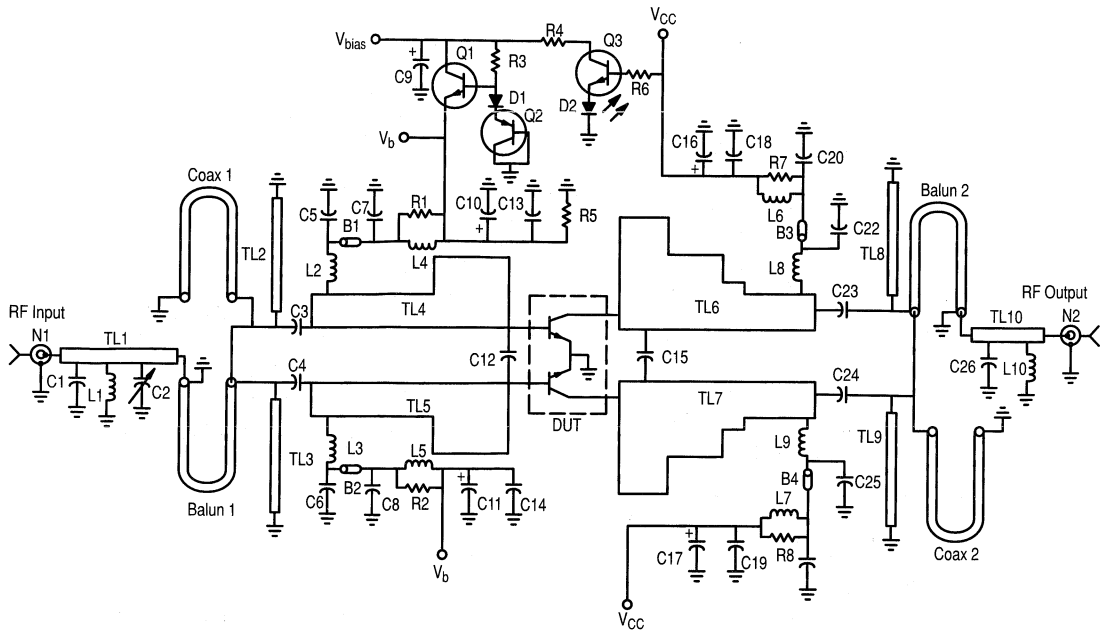 V_CC
V_bias
R4
Q3
Q1
R3
C9
R6
D1
D2
Q2
V_b
C16
C18
C20
R7
Coax 1
Balun 2
C5
C7
R1
C10
C13
R5
L6
B1
B3
C22
TL2
L2
L4
L8
TL8
RF Input
N1
TL1
C3
TL4
TL6
C23
RF Output
N2
TL10
C12
C15
C1
L1
C2
C4
C26
L10
TL5
DUT
TL7
C24
TL3
L3
L5
L9
TL9
B4
C6
B2
C8
R2
C11
C14
C25
L7
Balun 1
C17
C19
R8
Coax 2
V_b
V_CC